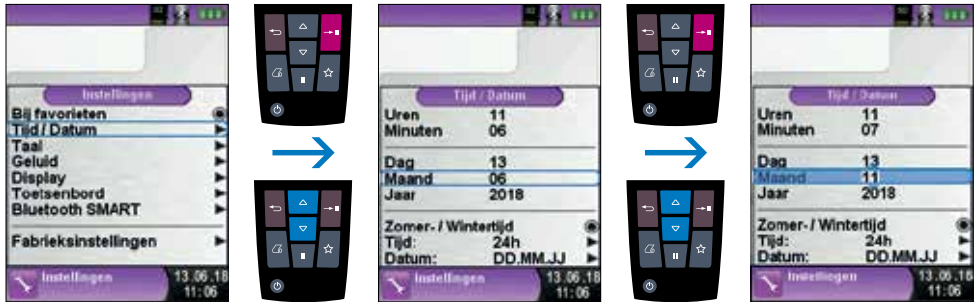 Instellingen
Bij favorieten
Tijd / Datum
Taal
Geluid
Display
Toetsenbord
Bluetooth SMART
Fabrieksinstellingen
Instellingen
13.06.18
11:06
Tijd / Datum
Uren 11
Minuten 06
Dag 13
Maand 06
Jaar 2018
Zomer- / Wintertijd
Tijd: 24h
Datum: DD.MM.JJ
Instellingen
13.06.18
11:06
Tijd / Datum
Uren 11
Minuten 07
Dag 13
Maand 11
Jaar 2018
Zomer- / Wintertijd
Tijd: 24h
Datum: DD.MM.JJ
Instellingen
13.06.18
11:06